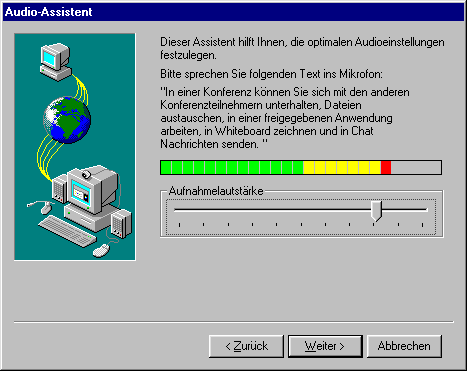 Audio-Assistent
Dieser Assistent hilft Ihnen, die optimalen Audioeinstellungen
festzulegen.
Bitte sprechen Sie folgenden Text ins Mikrofon:
"In einer Konferenz können Sie sich mit den anderen
Konferenzteilnehmern unterhalten, Dateien
austauschen, in einer freigegebenen Anwendung
arbeiten, in Whiteboard zeichnen und in Chat
Nachrichten senden. "
Aufnahmelautstärke
< Zurück
Weiter >
Abbrechen